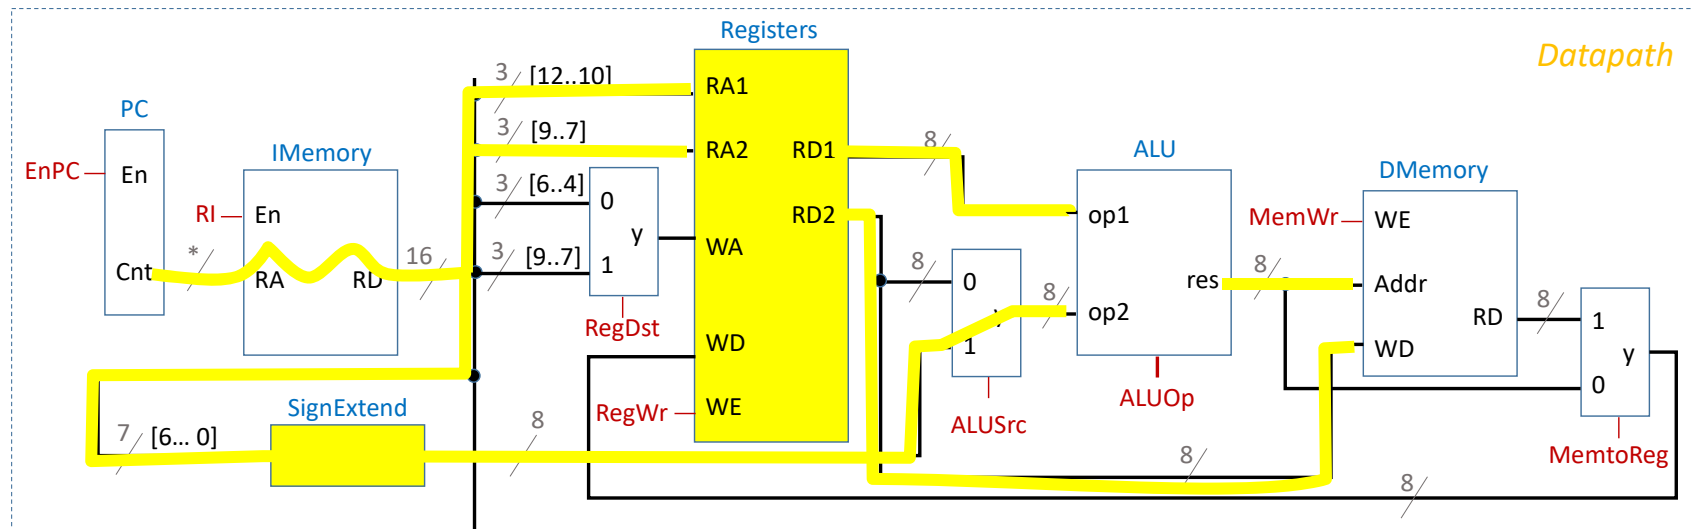 Datapath
Registers
PC
EnPC
En
Cnt
*
IMemory
RI
En
RA
RD
16
3 [12..10]
3 [9..7]
3 [6..4]
3 [9..7]
0
1
y
RegDst
RA1
RA2
RD1
RD2
WA
WD
WE
RegWr
SignExtend
7 [6... 0]
8
8
8
0
1
y
ALUSrc
8
ALU
op1
op2
res
ALUOp
8
DMemory
MemWr
WE
Addr
WD
RD
8
1
0
y
MemtoReg
8
8